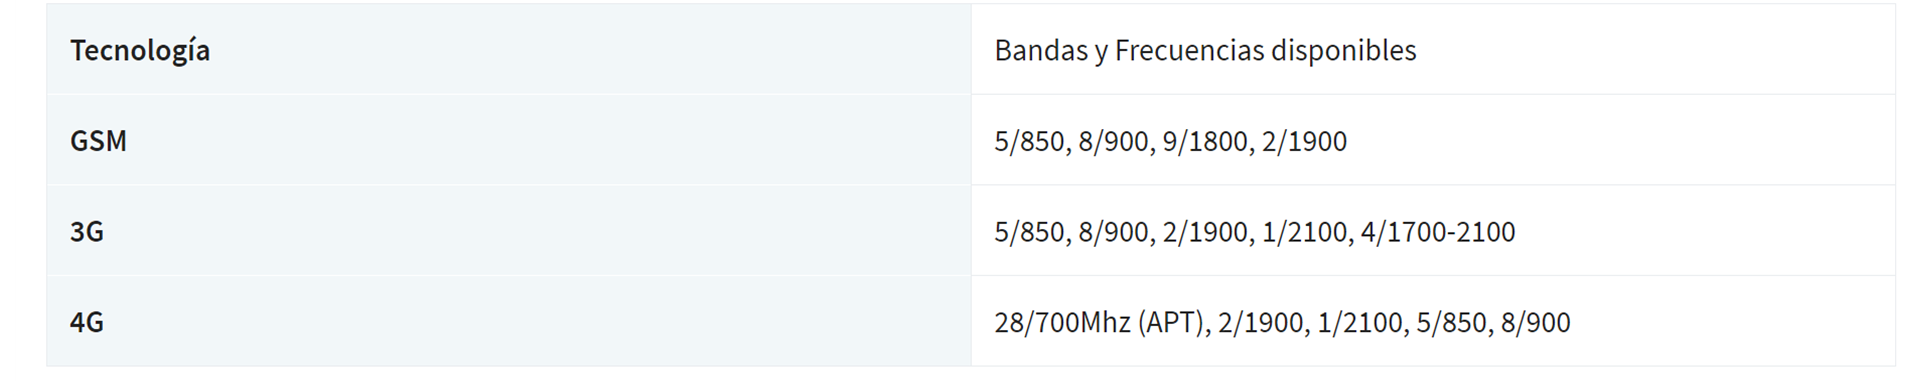 Tecnología Bandas y Frecuencias disponibles
GSM 5/850, 8/900, 9/1800, 2/1900
3G 5/850, 8/900, 2/1900, 1/2100, 4/1700-2100
4G 28/700Mhz (APT), 2/1900, 1/2100, 5/850, 8/900